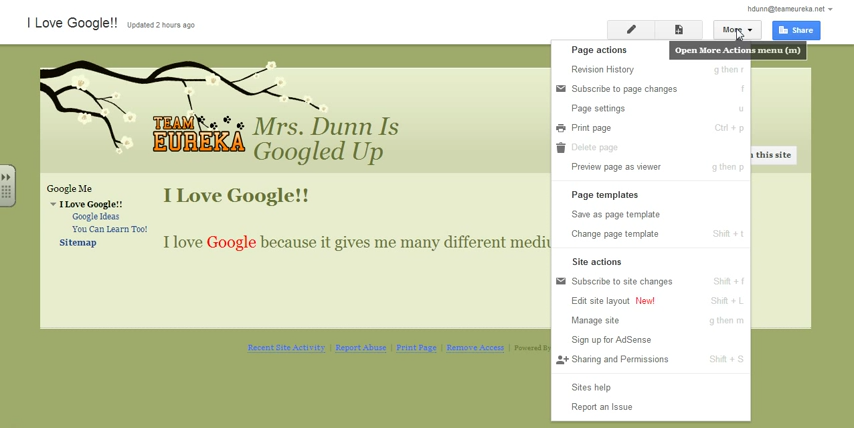 hdunn@teameureka.net
I Love Google!! Updated 2 hours ago
More
Share
Open More Actions menu (m)
Page actions
Revision History g then r
Subscribe to page changes f
Page settings u
Print page Ctrl + p
Delete page
Preview page as viewer g then p
Page templates
Save as page template
Change page template Shift + t
Site actions
Subscribe to site changes Shift + f
Edit site layout New! Shift + L
Manage site g then m
Sign up for AdSense
Sharing and Permissions Shift + S
Sites help
Report an Issue
TEAM
EUREKA
Mrs. Dunn Is
Googled Up
this site
Google Me
I Love Google!!
Google Ideas
You Can Learn Too!
Sitemap
I Love Google!!
I love Google because it gives me many different
Recent Site Activity | Report Abuse | Print Page | Remove Access | Powered By